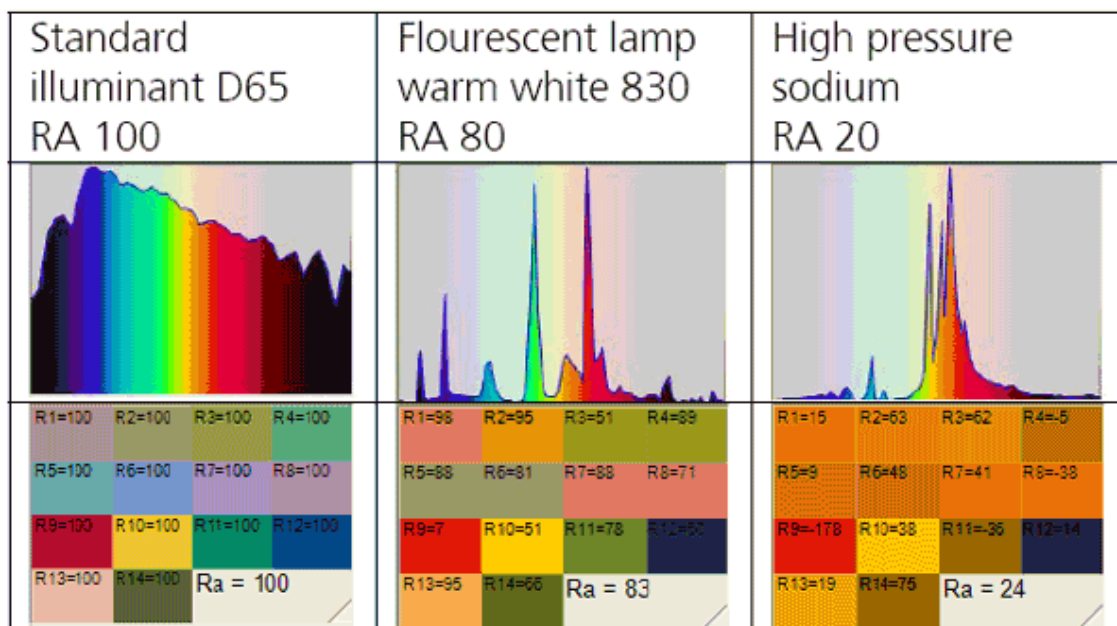 Standard
illuminant D65
RA 100
Flourescent lamp
warm white 830
RA 80
High pressure
sodium
RA 20
R1=100 R2=100 R3=100 R4=100
R5=100 R6=100 R7=100 R8=100
R9=100 R10=100 R11=100 R12=100
R13=100 R14=100 Ra = 100
R1=98 R2=95 R3=51 R4=89
R5=88 R6=81 R7=88 R8=71
R9=7 R10=51 R11=78 R12=50
R13=95 R14=66 Ra = 83
R1=15 R2=63 R3=62 R4=-5
R5=9 R6=48 R7=41 R8=-38
R9=-178 R10=38 R11=-36 R12=14
R13=19 R14=75 Ra = 24